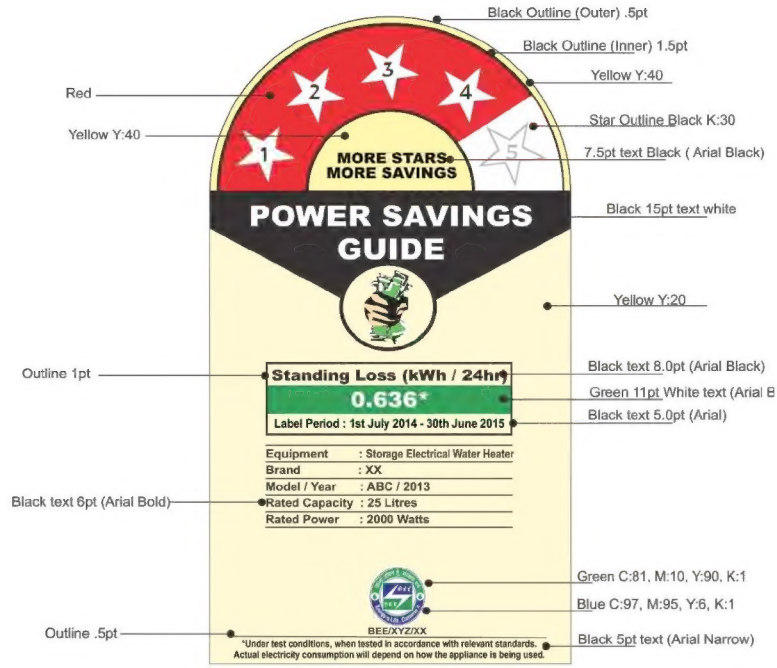 Black Outline (Outer) .5pt
Black Outline (Inner) 1.5pt
Yellow Y:40
Red
Star Outline Black K:30
Yellow Y:40
7.5pt text Black ( Arial Black)
1
2
3
4
5
MORE STARS
MORE SAVINGS
Black 15pt text white
POWER SAVINGS
GUIDE
Yellow Y:20
Outline 1pt
Standing Loss (kWh / 24hr)
Black text 8.0pt (Arial Black)
0.636*
Green 11pt White text (Arial B
Label Period : 1st July 2014 - 30th June 2015
Black text 5.0pt (Arial)
Equipment : Storage Electrical Water Heater
Brand : XX
Model / Year : ABC / 2013
Black text 6pt (Arial Bold)
Rated Capacity : 25 Litres
Rated Power : 2000 Watts
Green C:81, M:10, Y:90, K:1
Blue C:97, M:95, Y:6, K:1
BEE/XYZ/XX
Outline .5pt
*Under test conditions, when tested in accordance with relevant standards.
Actual electricity consumption will depend on how the appliance is being used.
Black 5pt text (Arial Narrow)